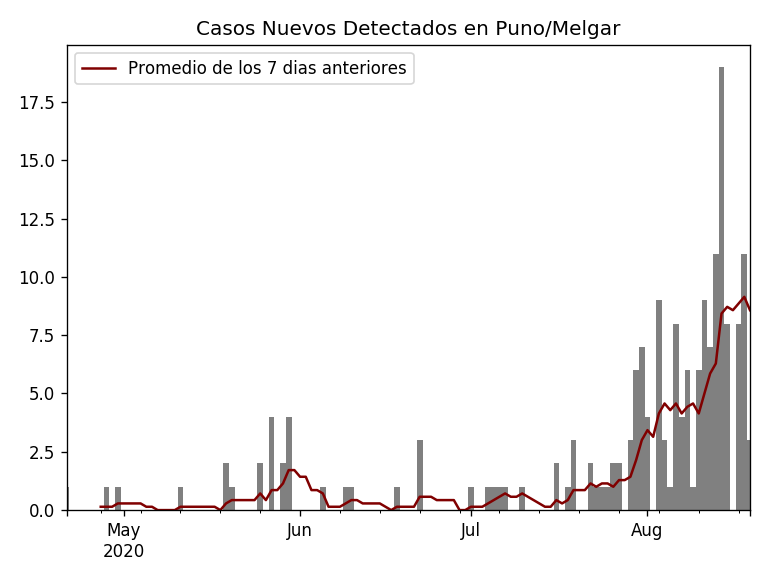 Casos Nuevos Detectados en Puno/Melgar
Promedio de los 7 dias anteriores
17.5
15.0
12.5
10.0
7.5
5.0
2.5
0.0
May
2020
Jun
Jul
Aug